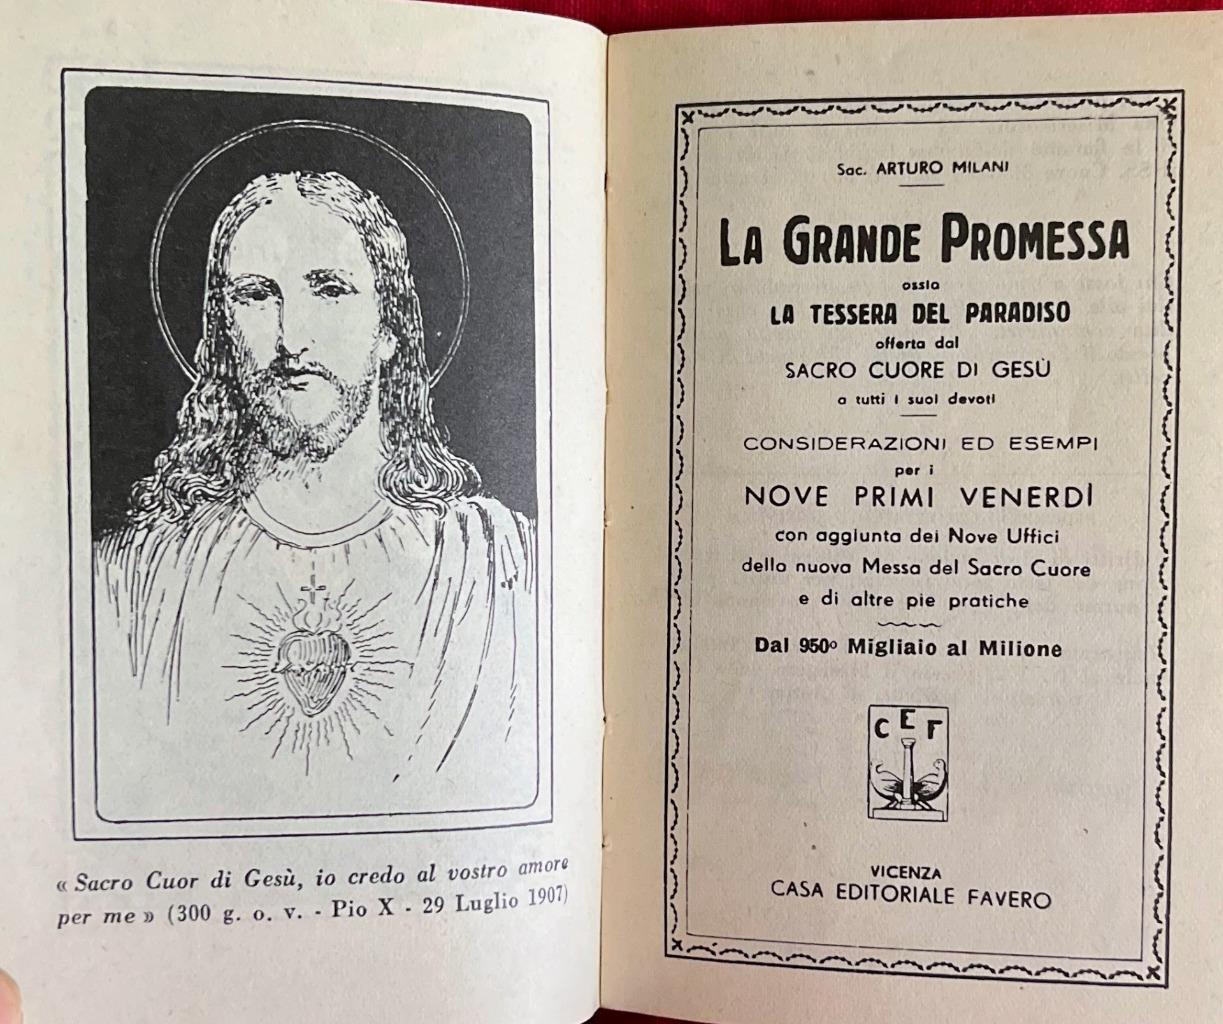 « Sacro Cuor di Gesù, io credo al vostro amore
per me » (300 g. o. v. - Pio X - 29 Luglio 1907)
Sac. ARTURO MILANI
LA GRANDE PROMESSA
ossia
LA TESSERA DEL PARADISO
offerta dal
SACRO CUORE DI GESÙ
a tutti i suoi devoti
CONSIDERAZIONI ED ESEMPI
per i
NOVE PRIMI VENERDÌ
con aggiunta dei Nove Uffici
della nuova Messa del Sacro Cuore
e di altre pie pratiche
Dal 950º Migliaio al Milione
CEF
VICENZA
CASA EDITORIALE FAVERO